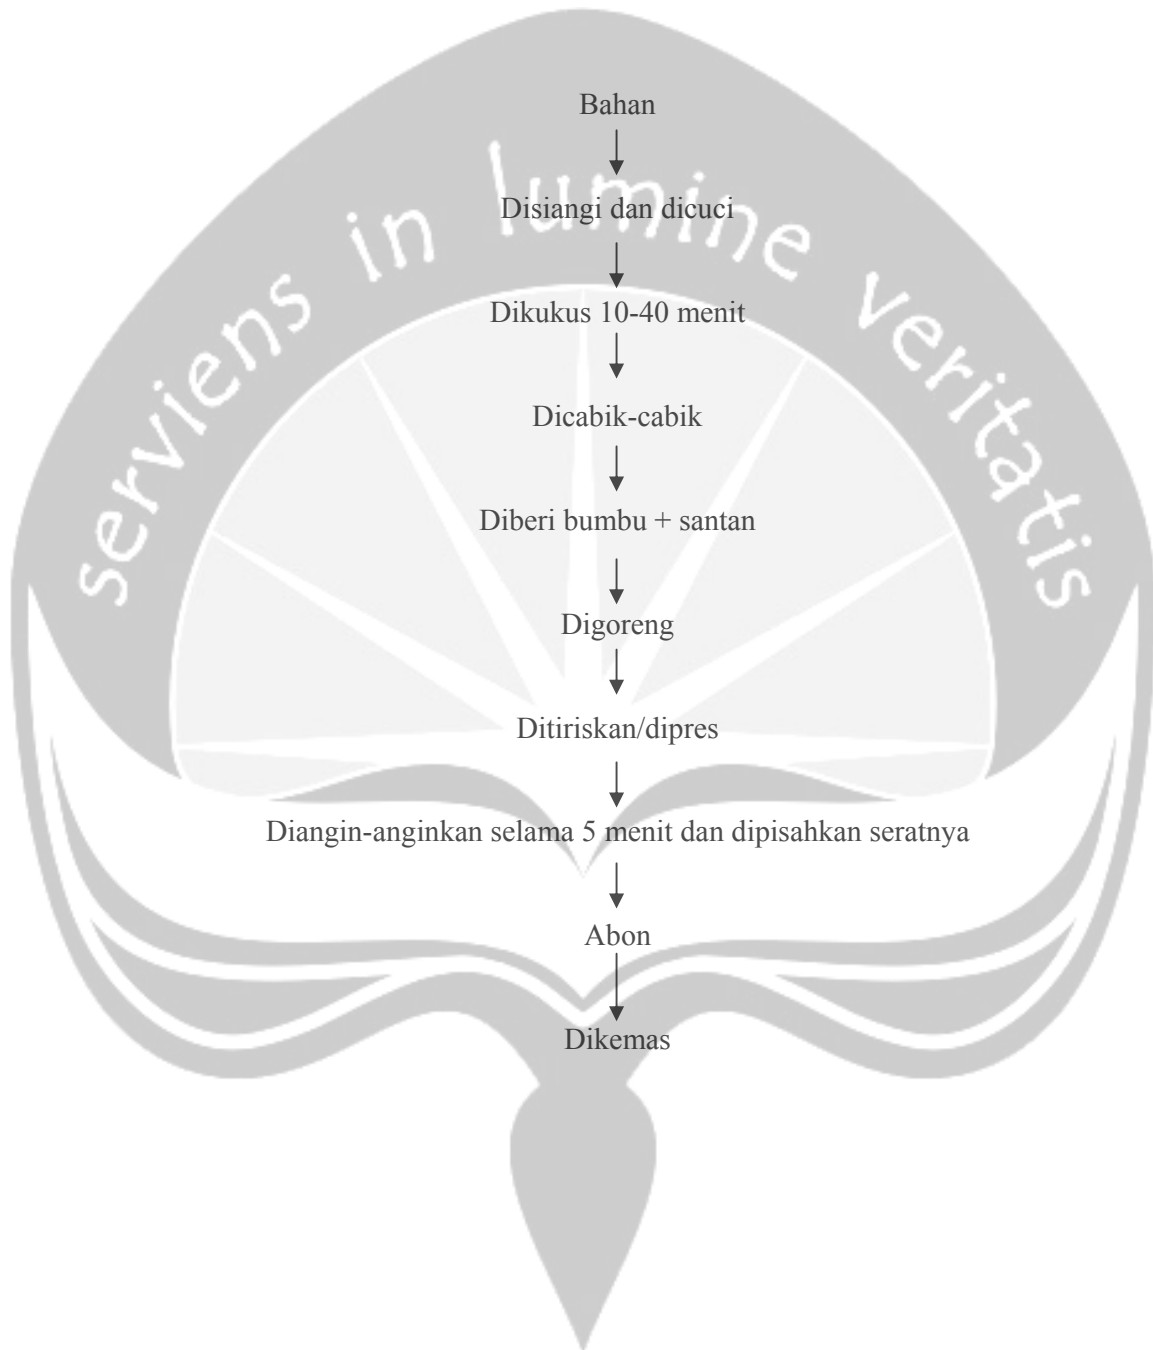 serviens in lumine veritatis
Bahan
Disiangi dan dicuci
Dikukus 10-40 menit
Dicabik-cabik
Diberi bumbu + santan
Digoreng
Ditiriskan/dipres
Diangin-anginkan selama 5 menit dan dipisahkan seratnya
Abon
Dikemas